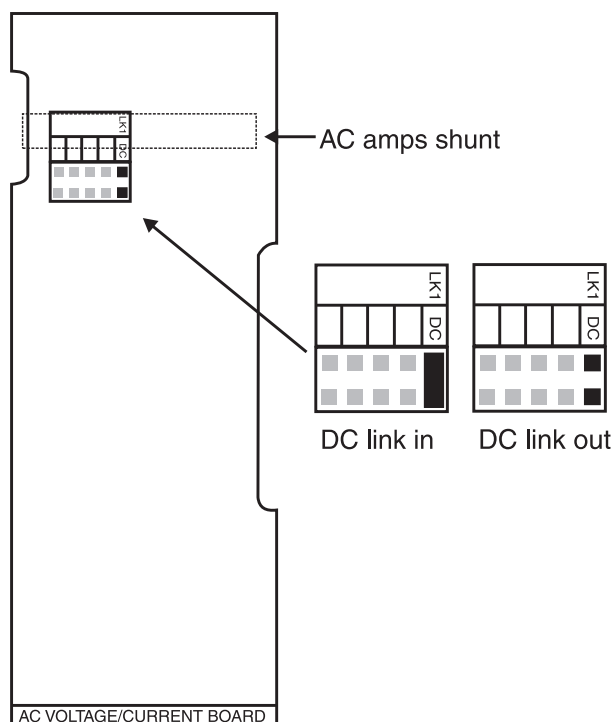 LK1
DC
AC amps shunt
LK1
DC
LK1
DC
DC link in
DC link out
AC VOLTAGE/CURRENT BOARD